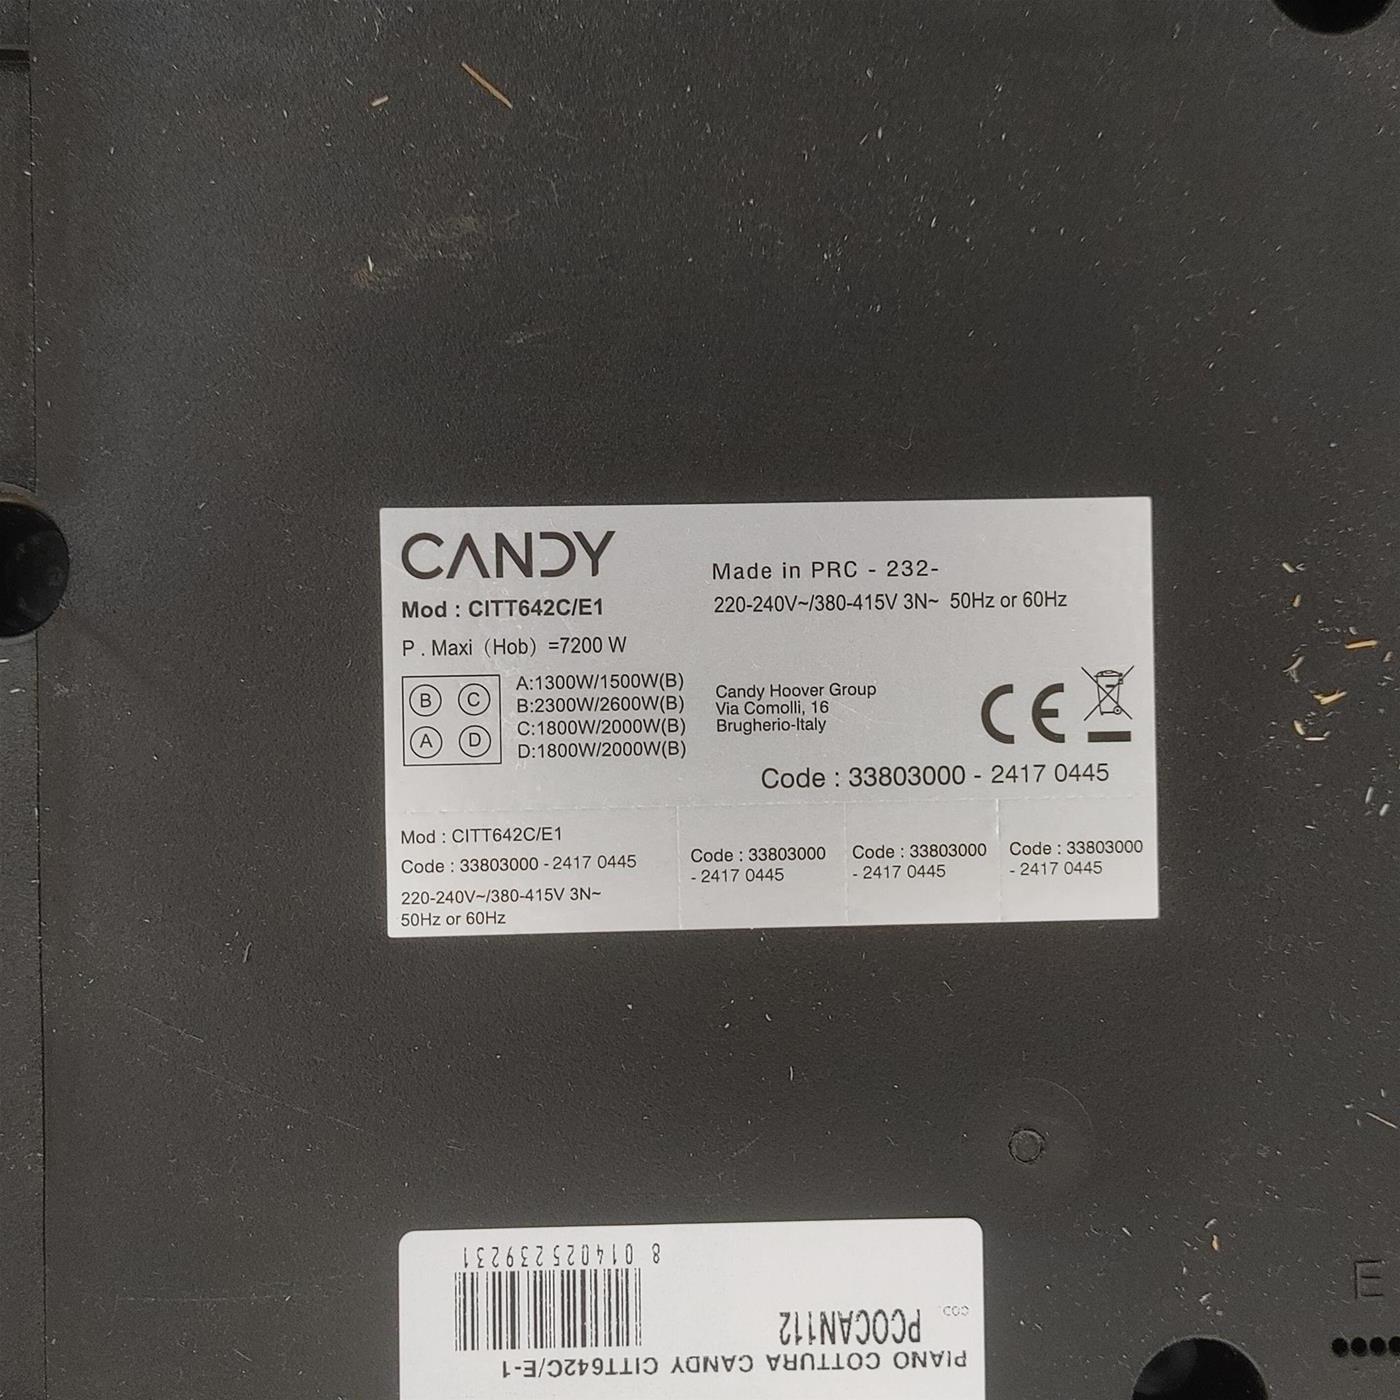 CANDY
Mod : CITT642C/E1
P . Maxi (Hob) =7200 W
B C
A D
A:1300W/1500W(B)
B:2300W/2600W(B)
C:1800W/2000W(B)
D:1800W/2000W(B)
Made in PRC - 232-
220-240V~/380-415V 3N~ 50Hz or 60Hz
Candy Hoover Group
Via Comolli, 16
Brugherio-Italy
CE
Code : 33803000 - 2417 0445
Mod : CITT642C/E1
Code : 33803000 - 2417 0445
220-240V~/380-415V 3N~
50Hz or 60Hz
Code : 33803000
- 2417 0445
Code : 33803000
- 2417 0445
Code : 33803000
- 2417 0445
PIANO COTTURA CANDY CITT642C/E-1
COD.
PCOCAN112
8 014025 239231
E